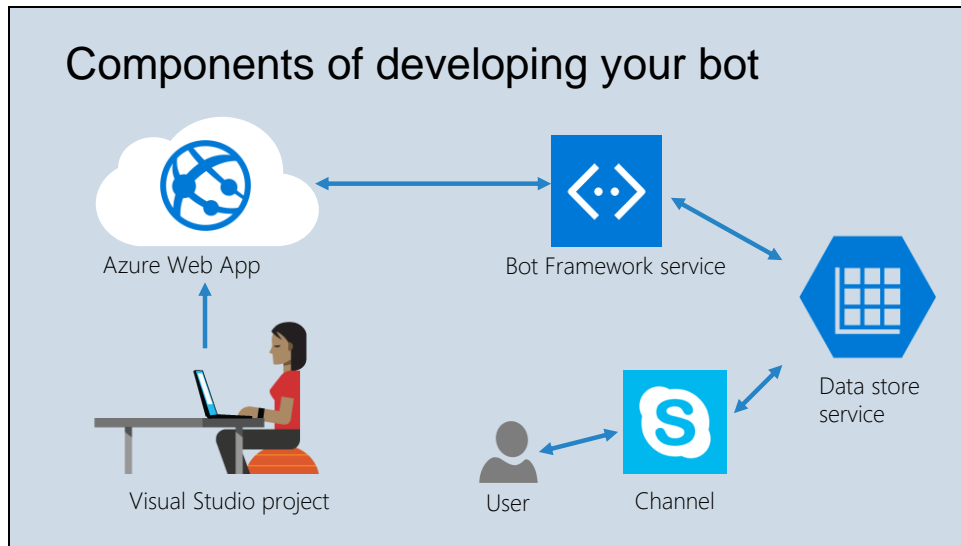 Components of developing your bot
Azure Web App
Bot Framework service
Data store
service
Visual Studio project
User
Channel